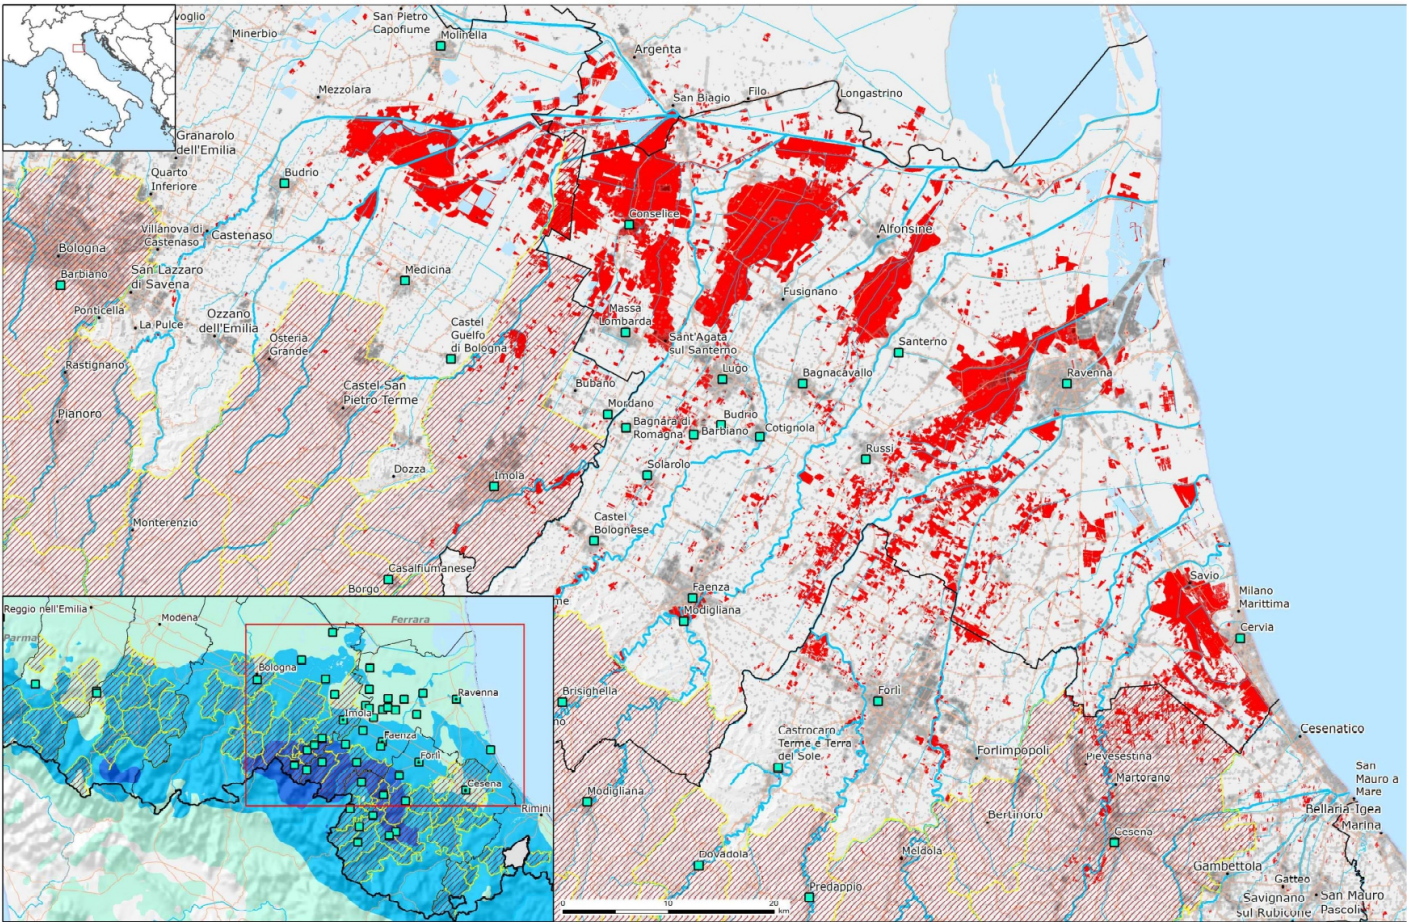 voglio
San Pietro
Capofiume
Minerbio
Molinella
Argenta
Mezzolara
San Biagio
Filo
Longastrino
Granarolo
dell'Emilia
Quarto
Inferiore
Budrio
Villanova di
Castenaso
Castenaso
Conselice
Alfonsine
Bologna
Barbiano
San Lazzaro
di Savena
Medicina
Fusignano
Ponticella
La Pulce
Ozzano
dell'Emilia
Massa
Lombarda
Castel
Guelfo
di Bologna
Osteria
Grande
Sant'Agata
sul Santerno
Santerno
Rastignano
Lugo
Bagnacavallo
Ravenna
Castel San
Pietro Terme
Bubano
Mordano
Pianoro
Bagnara di
Romagna
Barbiano
Budrio
Cotignola
Russi
Dozza
Imola
Solarolo
Monterenzio
Castel
Bolognese
Casalfiumanese
Borgo
Faenza
Modigliana
Savio
Milano
Marittima
Cervia
me
Brisighella
no
Forlì
Castrocaro
Terme e Terra
del Sole
Forlimpopoli
Cesenatico
Pievesestina
Martorano
San
Mauro a
Mare
Modigliana
Bertinoro
Bellaria-Igea
Marina
Cesena
Dovadola
Meldola
Gambettola
Gatteo
Predappio
Savignano
sul Rubicone
San Mauro
Pascoli
10
20
km
Reggio nell'Emilia
Modena
Ferrara
Parma
Bologna
Ravenna
Imola
Faenza
Forlì
Cesena
Rimini